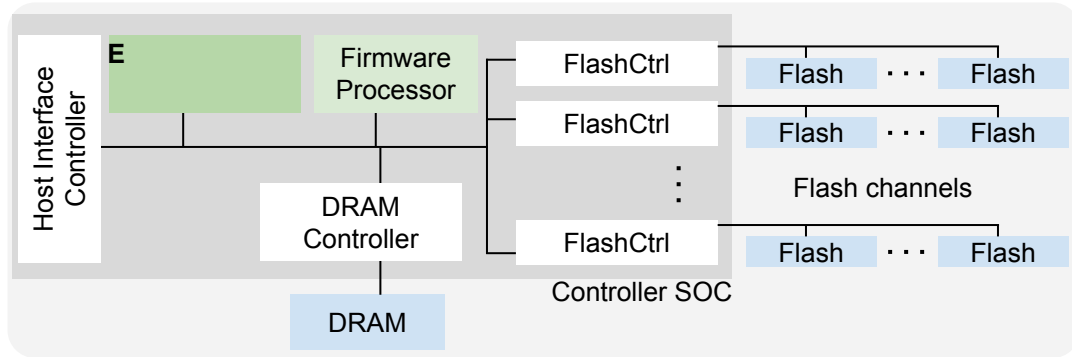 Host Interface
Controller
E
Firmware
Processor
FlashCtrl
Flash
· · ·
Flash
FlashCtrl
Flash
· · ·
Flash
Flash channels
DRAM
Controller
FlashCtrl
Flash
· · ·
Flash
Controller SOC
DRAM